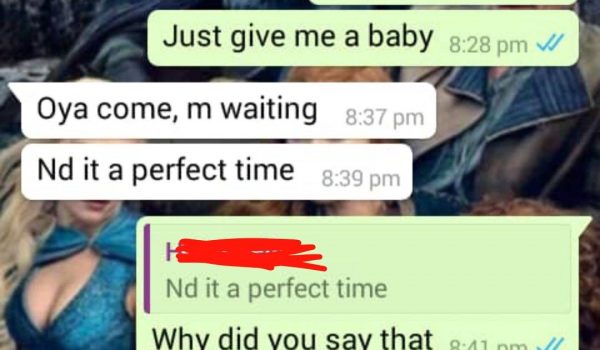 Just give me a baby 8:28 pm
Oya come, m waiting 8:37 pm
Nd it a perfect time 8:39 pm
Nd it a perfect time
Why did you say that 8:41 pm